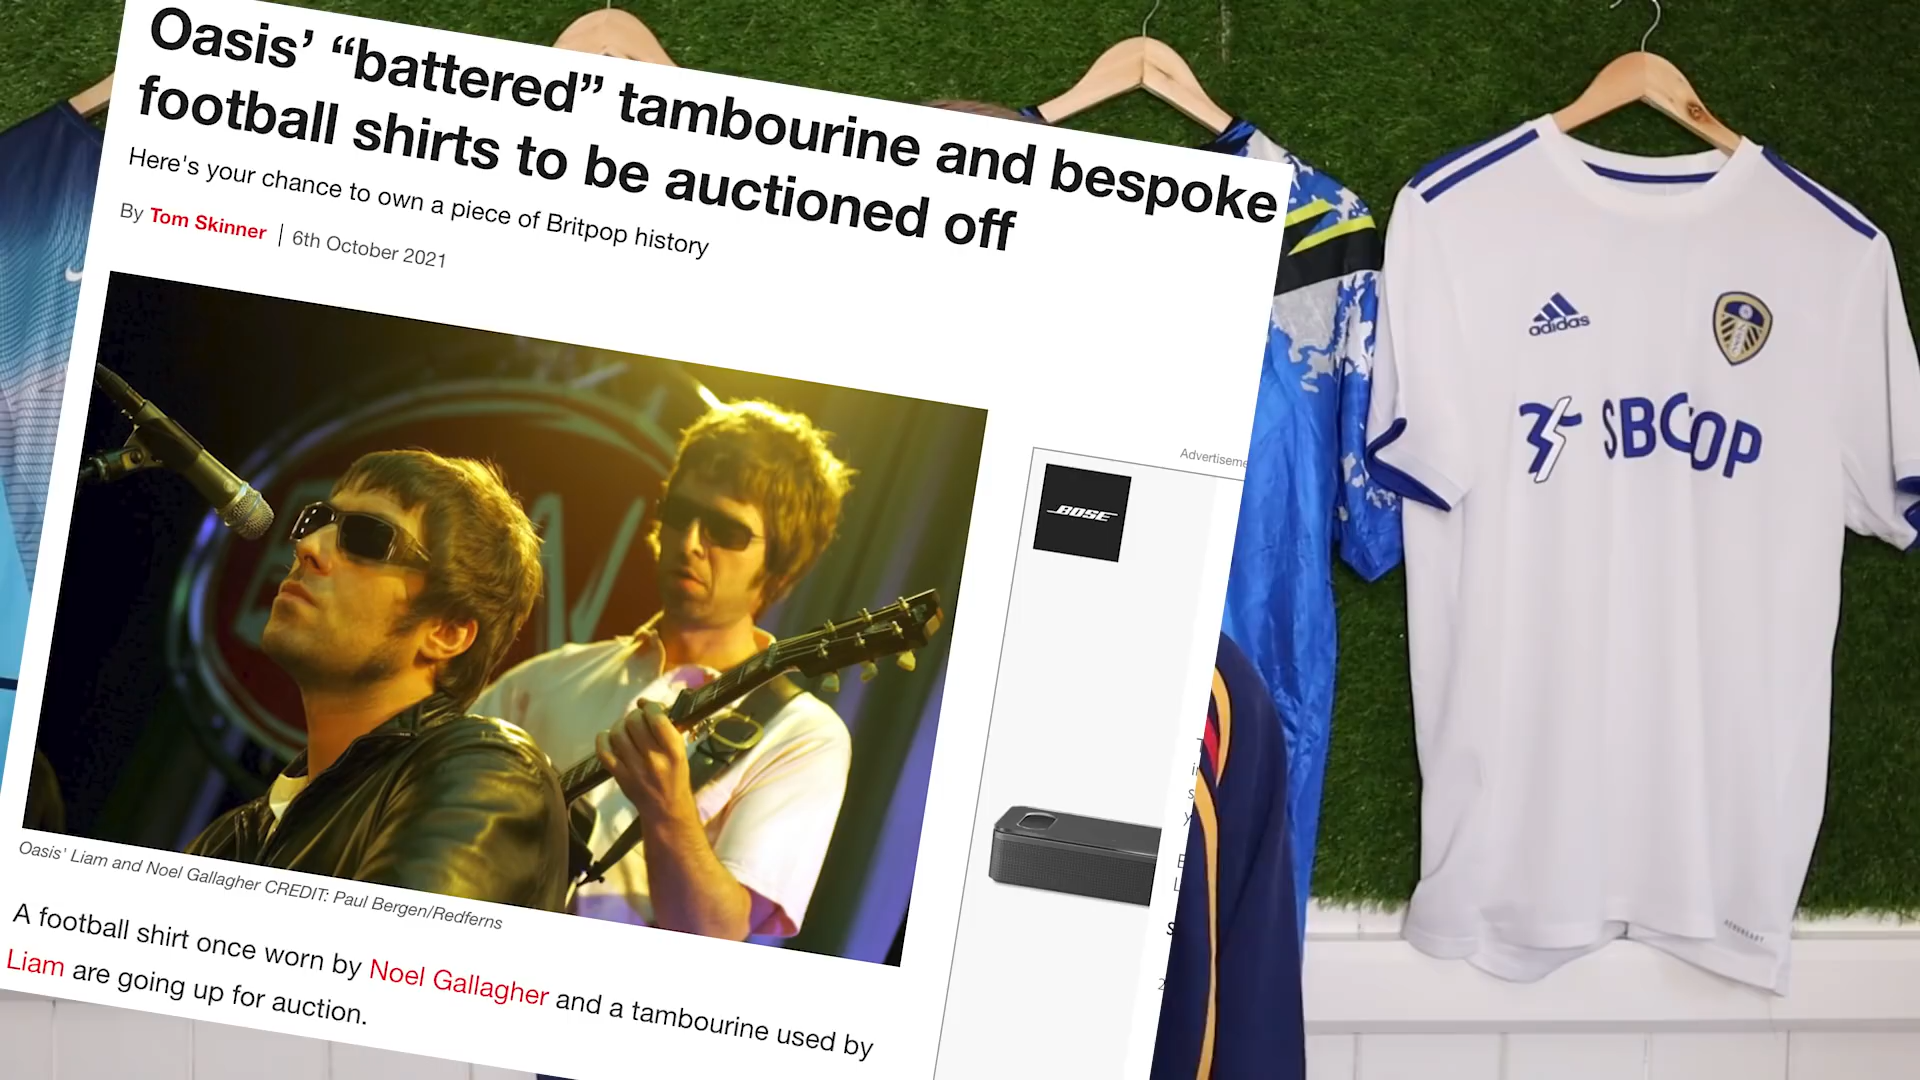 Oasis’ “battered” tambourine and bespoke
football shirts to be auctioned off
Here's your chance to own a piece of Britpop history
By Tom Skinner | 6th October 2021
Advertiseme
BOSE
Oasis' Liam and Noel Gallagher CREDIT: Paul Bergen/Redferns
A football shirt once worn by Noel Gallagher and a tambourine used by
Liam are going up for auction.
adidas
SBCOP
AEROREADY